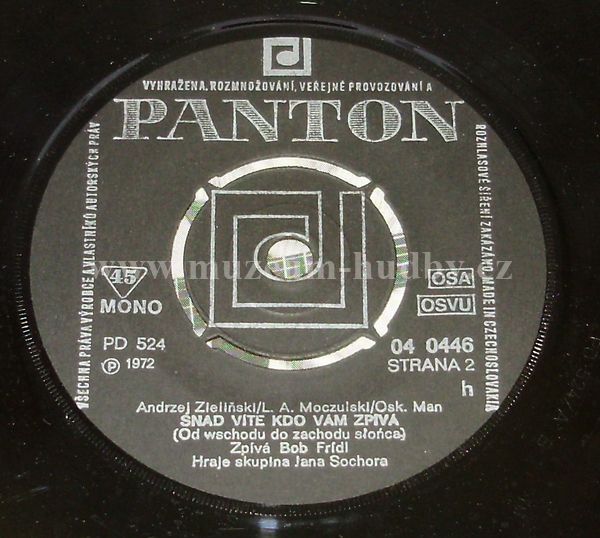 VYHRAŽENA. ROZMNOŽOVÁNÍ, VEŘEJNÉ PROVOZOVÁNÍ A
PANTON
VŠECHNA PRÁVA VÝROBCE A VLASTNÍKŮ AUTORSKÝCH PRÁV
ROZHLASOVÉ ŠÍŘENÍ ZAKÁZÁNO. MADE IN CZECHOSLOVAKIA
www.muzeum-hudby.cz
45
MONO
OSA
OSVU
PD 524
04 0446
Ⓟ 1972
STRANA 2
h
Andrzej Zieliński/L. A. Moczulski/Osk. Man
SNAD VÍTE KDO VÁM ZPÍVÁ
(Od wschodu do zachodu słońca)
Zpívá Bob Frídl
Hraje skupina Jana Sochora